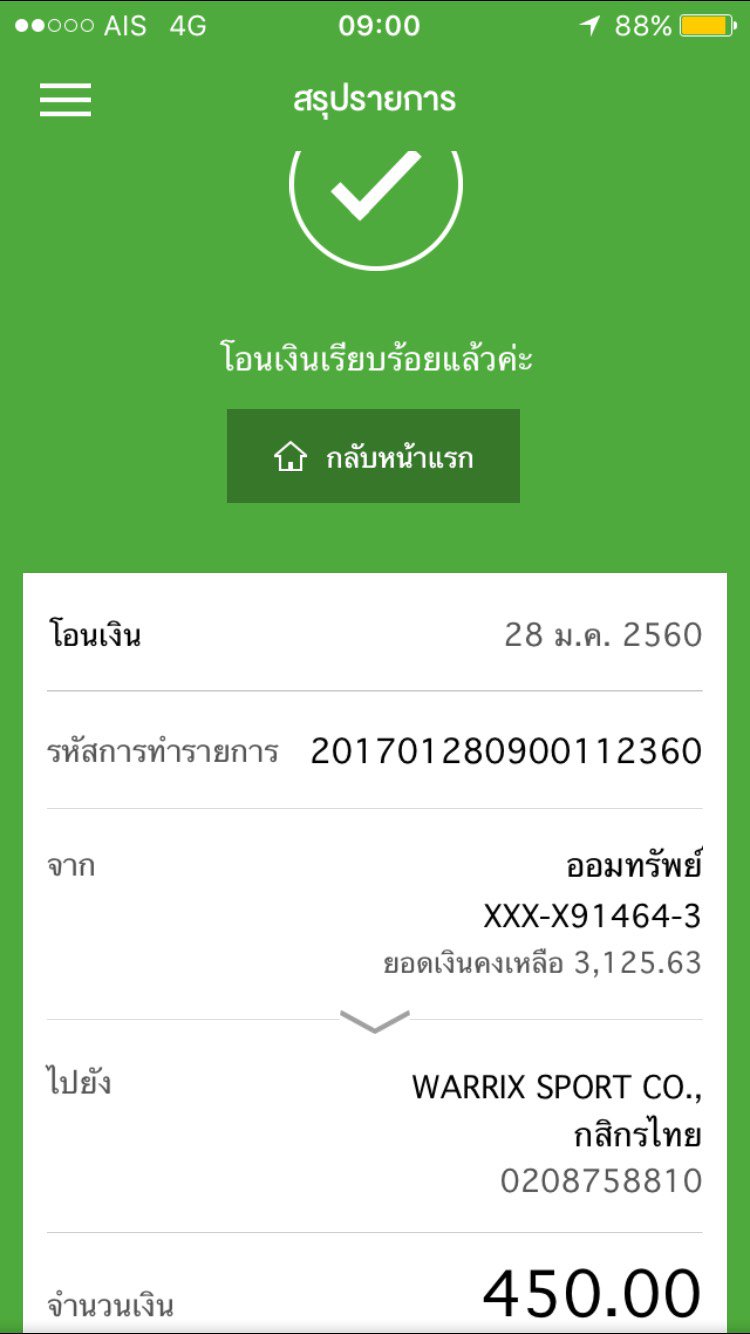 AIS 4G 09:00 88%
สรุปรายการ
โอนเงินเรียบร้อยแล้วค่ะ
กลับหน้าแรก
โอนเงิน 28 ม.ค. 2560
รหัสการทำรายการ 201701280900112360
จาก ออมทรัพย์
XXX-X91464-3
ยอดเงินคงเหลือ 3,125.63
ไปยัง WARRIX SPORT CO.,
กสิกรไทย
0208758810
จำนวนเงิน 450.00